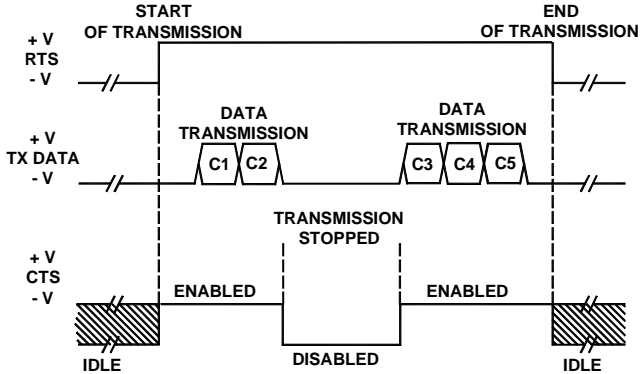 START
OF TRANSMISSION
END
OF TRANSMISSION
+ V
RTS
- V
DATA
TRANSMISSION
DATA
TRANSMISSION
+ V
TX DATA
- V
C1 C2 C3 C4 C5
TRANSMISSION
STOPPED
+ V
CTS
- V
ENABLED ENABLED
IDLE DISABLED IDLE